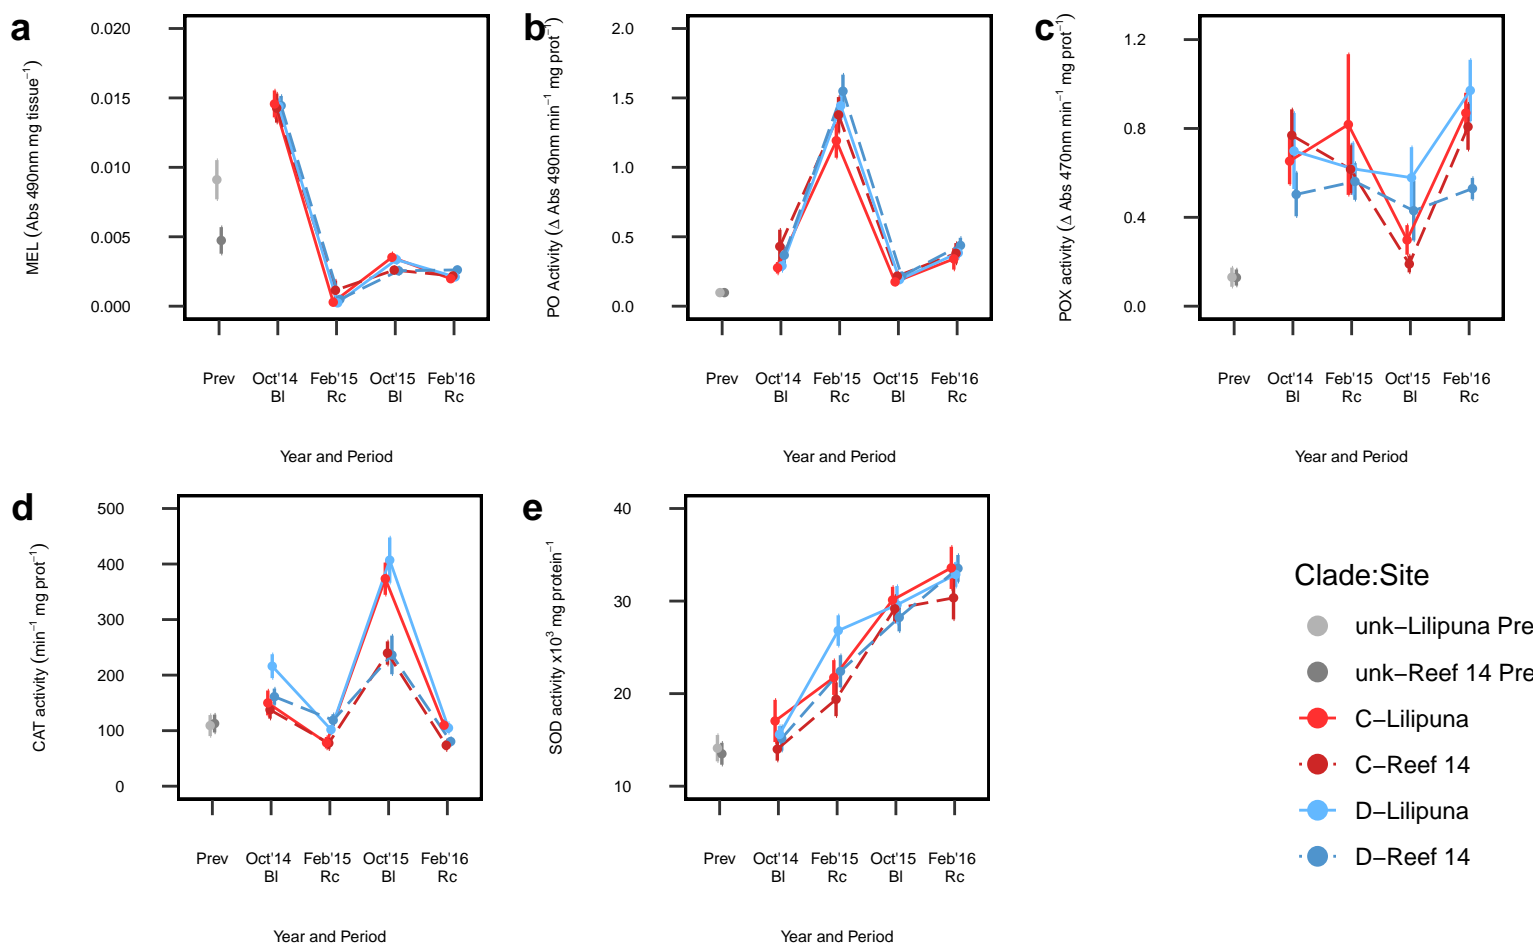 a
MEL (Abs 490nm mg tissue⁻¹)
0.020
0.015
0.010
0.005
0.000
Prev Oct'14 Feb'15 Oct'15 Feb'16
Bl Rc Bl Rc
Year and Period
b
PO Activity (Δ Abs 490nm min⁻¹ mg prot⁻¹)
2.0
1.5
1.0
0.5
0.0
Prev Oct'14 Feb'15 Oct'15 Feb'16
Bl Rc Bl Rc
Year and Period
c
POX activity (Δ Abs 470nm min⁻¹ mg prot⁻¹)
1.2
0.8
0.4
0.0
Prev Oct'14 Feb'15 Oct'15 Feb'16
Bl Rc Bl Rc
Year and Period
d
CAT activity (min⁻¹ mg prot⁻¹)
500
400
300
200
100
0
Prev Oct'14 Feb'15 Oct'15 Feb'16
Bl Rc Bl Rc
Year and Period
e
SOD activity x10³ mg protein⁻¹
40
30
20
10
Prev Oct'14 Feb'15 Oct'15 Feb'16
Bl Rc Bl Rc
Year and Period
Clade:Site
unk−Lilipuna Pre
unk−Reef 14 Pre
C−Lilipuna
C−Reef 14
D−Lilipuna
D−Reef 14